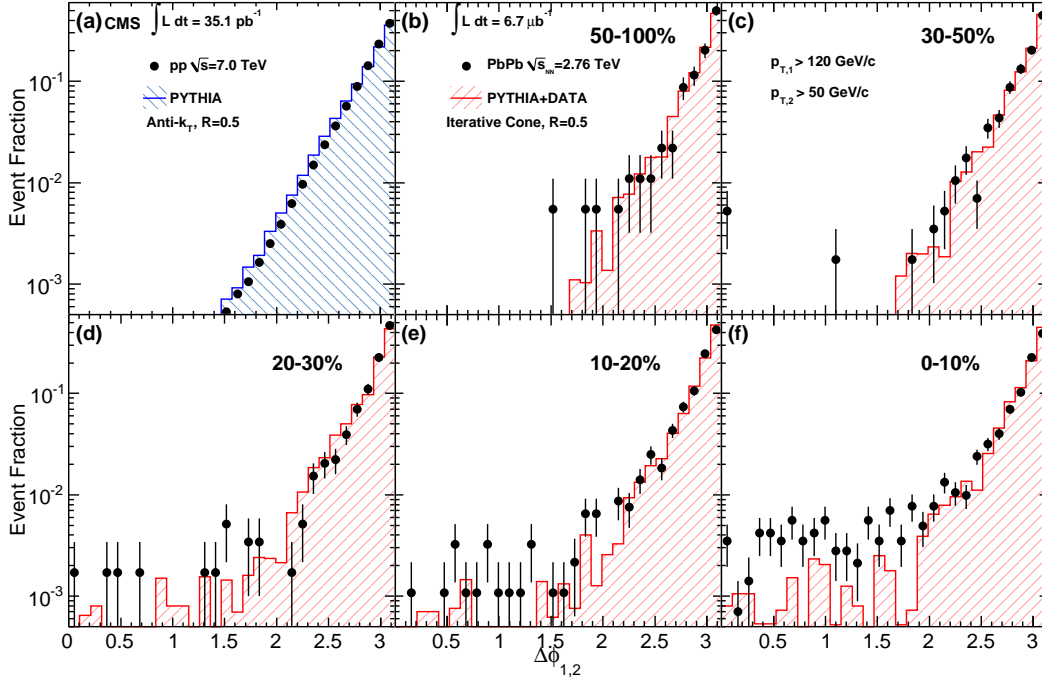 (a) CMS ∫ L dt = 35.1 pb⁻¹
pp √s=7.0 TeV
PYTHIA
Anti-k_T, R=0.5
(b) ∫ L dt = 6.7 μb⁻¹
50-100%
PbPb √s_NN=2.76 TeV
PYTHIA+DATA
Iterative Cone, R=0.5
(c) 30-50%
p_T,1 > 120 GeV/c
p_T,2 > 50 GeV/c
Event Fraction
10⁻¹
10⁻²
10⁻³
(d) 20-30%
(e) 10-20%
(f) 0-10%
Event Fraction
10⁻¹
10⁻²
10⁻³
0 0.5 1 1.5 2 2.5 3
0.5 1 1.5 2 2.5 3
0.5 1 1.5 2 2.5 3
Δϕ_1,2